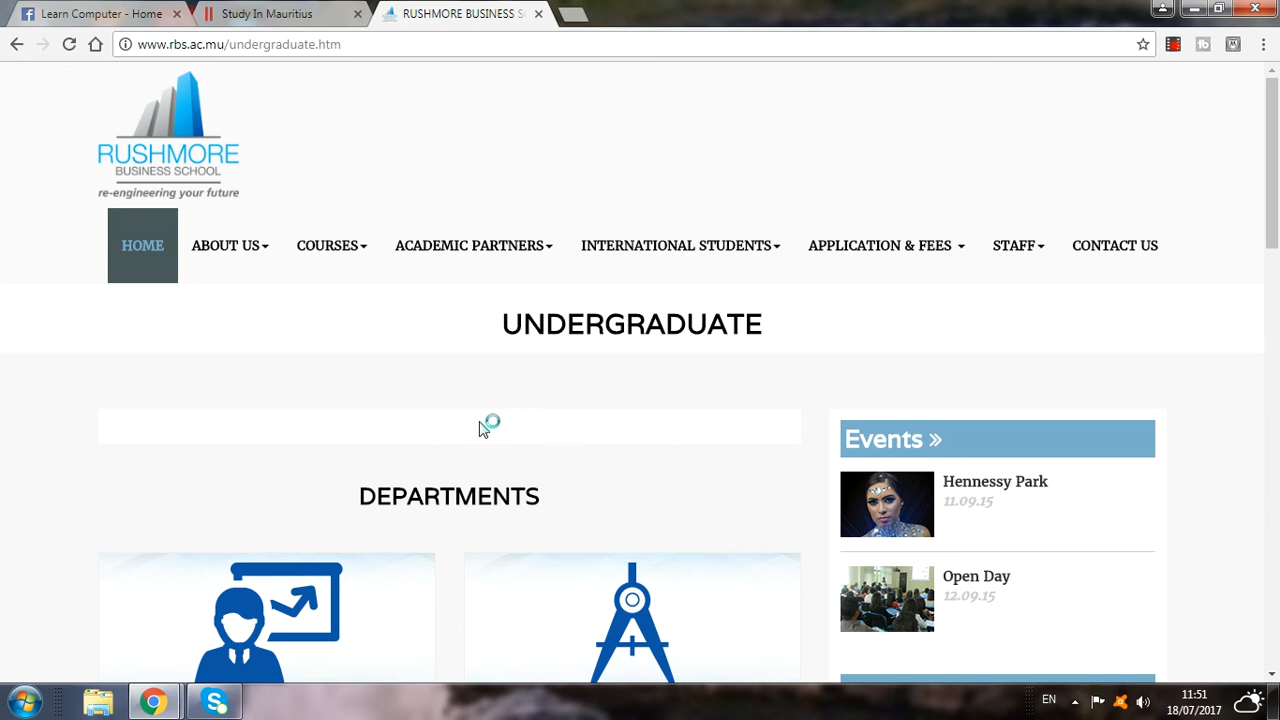 Learn Computer - Home
Study In Mauritius
RUSHMORE BUSINESS S
www.rbs.ac.mu/undergraduate.htm
RUSHMORE
BUSINESS SCHOOL
re-engineering your future
HOME
ABOUT US
COURSES
ACADEMIC PARTNERS
INTERNATIONAL STUDENTS
APPLICATION & FEES
STAFF
CONTACT US
UNDERGRADUATE
Events »
Hennessy Park
11.09.15
DEPARTMENTS
Open Day
12.09.15
EN
11:51
18/07/2017